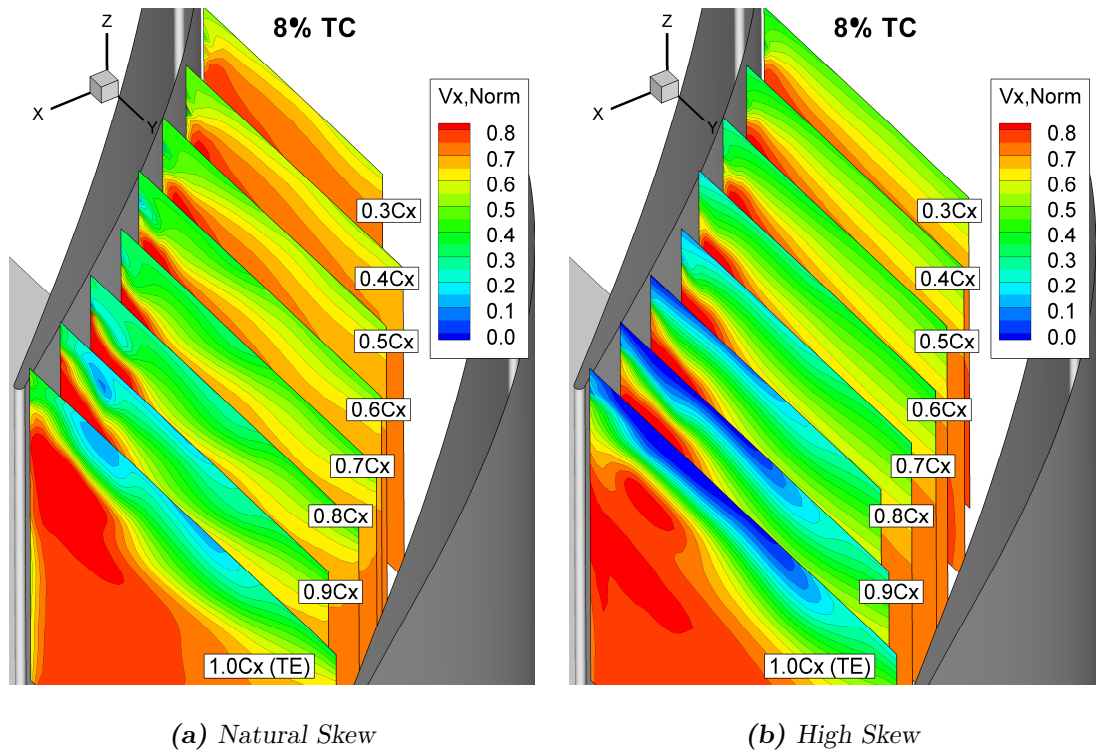 8% TC
Z
X
Y
Vx,Norm
0.8
0.7
0.6
0.5
0.4
0.3
0.2
0.1
0.0
0.3Cx
0.4Cx
0.5Cx
0.6Cx
0.7Cx
0.8Cx
0.9Cx
1.0Cx (TE)
(a) Natural Skew
8% TC
Z
X
Y
Vx,Norm
0.8
0.7
0.6
0.5
0.4
0.3
0.2
0.1
0.0
0.3Cx
0.4Cx
0.5Cx
0.6Cx
0.7Cx
0.8Cx
0.9Cx
1.0Cx (TE)
(b) High Skew